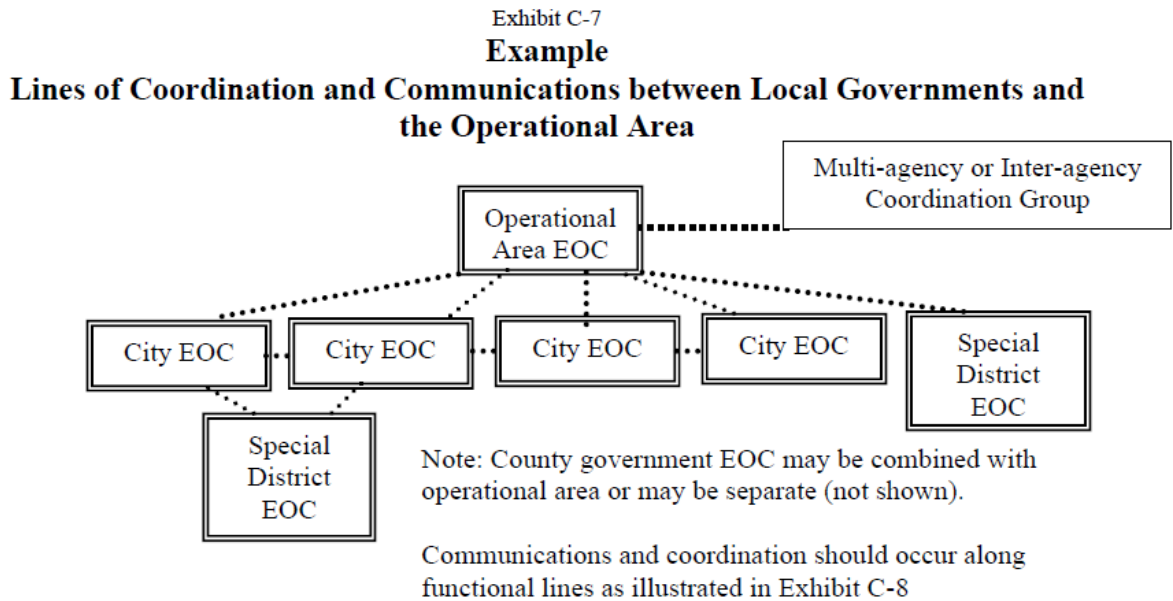 Exhibit C-7
Example
Lines of Coordination and Communications between Local Governments and
the Operational Area
Multi-agency or Inter-agency
Coordination Group
Operational
Area EOC
City EOC
City EOC
City EOC
City EOC
Special
District
EOC
Special
District
EOC
Note: County government EOC may be combined with
operational area or may be separate (not shown).
Communications and coordination should occur along
functional lines as illustrated in Exhibit C-8